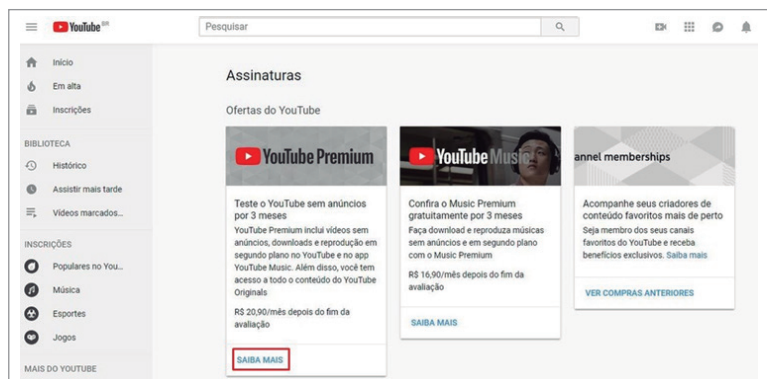 YouTube BR
Pesquisar
Início
Em alta
Inscrições
BIBLIOTECA
Histórico
Assistir mais tarde
Vídeos marcados...
INSCRIÇÕES
Populares no You...
Música
Esportes
Jogos
MAIS DO YOUTUBE
Assinaturas
Ofertas do YouTube
YouTube Premium
Teste o YouTube sem anúncios
por 3 meses
YouTube Premium inclui vídeos sem
anúncios, downloads e reprodução em
segundo plano no YouTube e no app
YouTube Music. Além disso, você tem
acesso a todo o conteúdo do YouTube
Originals
R$ 20,90/mês depois do fim da
avaliação
SAIBA MAIS
YouTube Music
Confira o Music Premium
gratuitamente por 3 meses
Faça download e reproduza músicas
sem anúncios e em segundo plano
com o Music Premium
R$ 16,90/mês depois do fim da
avaliação
SAIBA MAIS
annel memberships
Acompanhe seus criadores de
conteúdo favoritos mais de perto
Seja membro dos seus canais
favoritos do YouTube e receba
benefícios exclusivos. Saiba mais
VER COMPRAS ANTERIORES